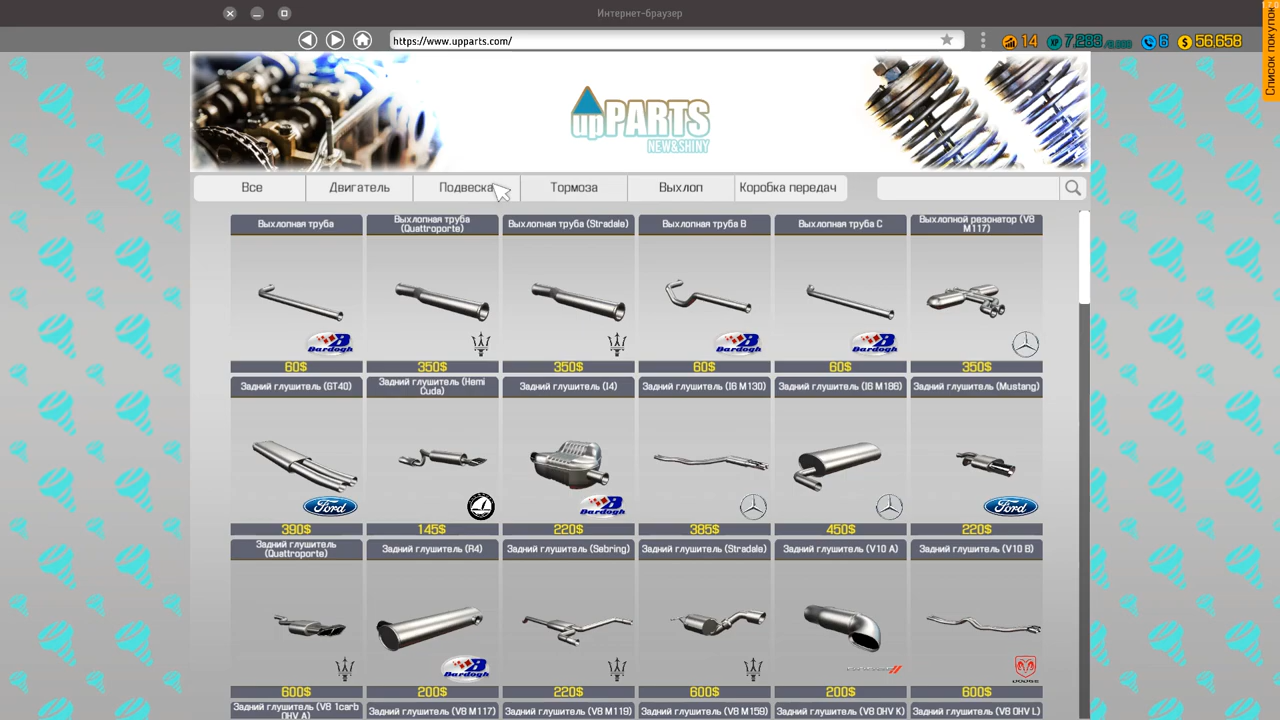 Интернет-браузер
https://www.upparts.com/
14
7,283
6
56,658
Список покупок
upPARTS
NEW&SHINY
Все
Двигатель
Подвеска
Тормоза
Выхлоп
Коробка передач
Выхлопная труба
Выхлопная труба
(Quattroporte)
Выхлопная труба (Stradale)
Выхлопная труба B
Выхлопная труба C
Выхлопной резонатор (V8
M117)
Bardogh
Bardogh
Bardogh
60$
350$
350$
60$
60$
350$
Задний глушитель (GT40)
Задний глушитель (Hemi
Cuda)
Задний глушитель (I4)
Задний глушитель (I6 M130)
Задний глушитель (I6 M186)
Задний глушитель (Mustang)
Ford
Bardogh
Ford
390$
145$
220$
385$
450$
220$
Задний глушитель
(Quattroporte)
Задний глушитель (R4)
Задний глушитель (Sebring)
Задний глушитель (Stradale)
Задний глушитель (V10 A)
Задний глушитель (V10 B)
Bardogh
DODGE
600$
200$
220$
600$
200$
600$
Задний глушитель (V8 1carb
OHV A)
Задний глушитель (V8 M117)
Задний глушитель (V8 M119)
Задний глушитель (V8 M159)
Задний глушитель (V8 OHV K)
Задний глушитель (V8 OHV L)